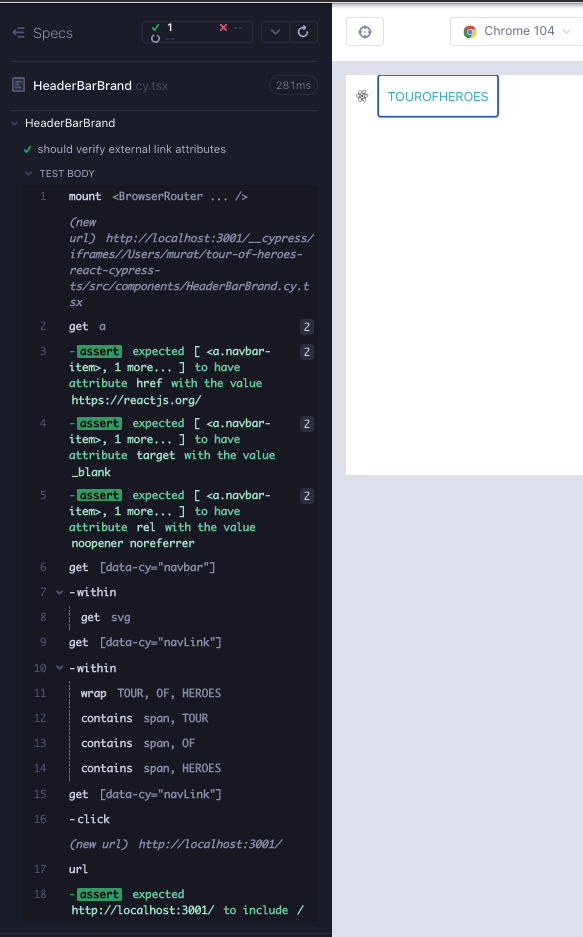 Specs
1
--
--
Chrome 104
HeaderBarBrand.cy.tsx
281ms
TOUROFHEROES
HeaderBarBrand
should verify external link attributes
TEST BODY
1 mount <BrowserRouter ... />
(new
url) http://localhost:3001/__cypress/
iframes//Users/murat/tour-of-heroes-
react-cypress-
ts/src/components/HeaderBarBrand.cy.t
sx
2 get a 2
3 -assert expected [ <a.navbar- 2
item>, 1 more... ] to have
attribute href with the value
https://reactjs.org/
4 -assert expected [ <a.navbar- 2
item>, 1 more... ] to have
attribute target with the value
_blank
5 -assert expected [ <a.navbar- 2
item>, 1 more... ] to have
attribute rel with the value
noopener noreferrer
6 get [data-cy="navbar"]
7 -within
8 get svg
9 get [data-cy="navLink"]
10 -within
11 wrap TOUR, OF, HEROES
12 contains span, TOUR
13 contains span, OF
14 contains span, HEROES
15 get [data-cy="navLink"]
16 -click
(new url) http://localhost:3001/
17 url
18 -assert expected
http://localhost:3001/ to include /